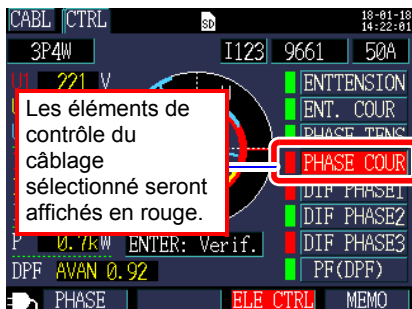 CABL CTRL SD 18-01-18
14:22:01
3P4W I123 9661 50A
U1 221 V ENTTENSION
ENT. COUR
PHASE TENS
PHASE COUR
DIF PHASE1
DIF PHASE2
Les éléments de
contrôle du
câblage
sélectionné seront
affichés en rouge.
P 0.7kW ENTER: Verif. DIF PHASE3
DPF AVAN 0.92 PF(DPF)
PHASE ELE CTRL MEMO